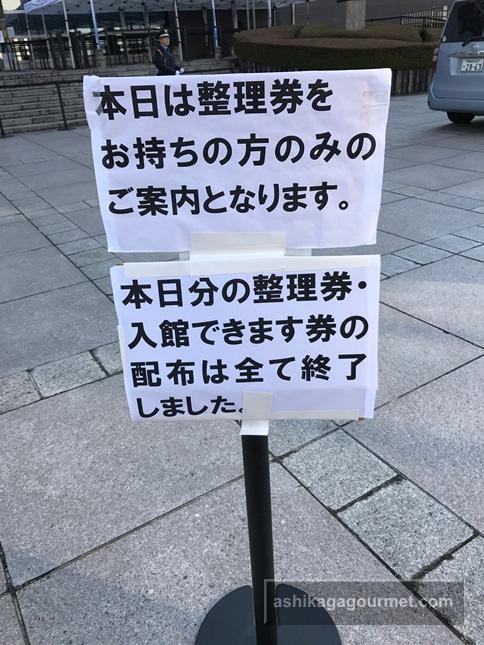 本日は整理券を
お持ちの方のみの
ご案内となります。
本日分の整理券・
入館できます券の
配布は全て終了
しました。
ashikagagourmet.com